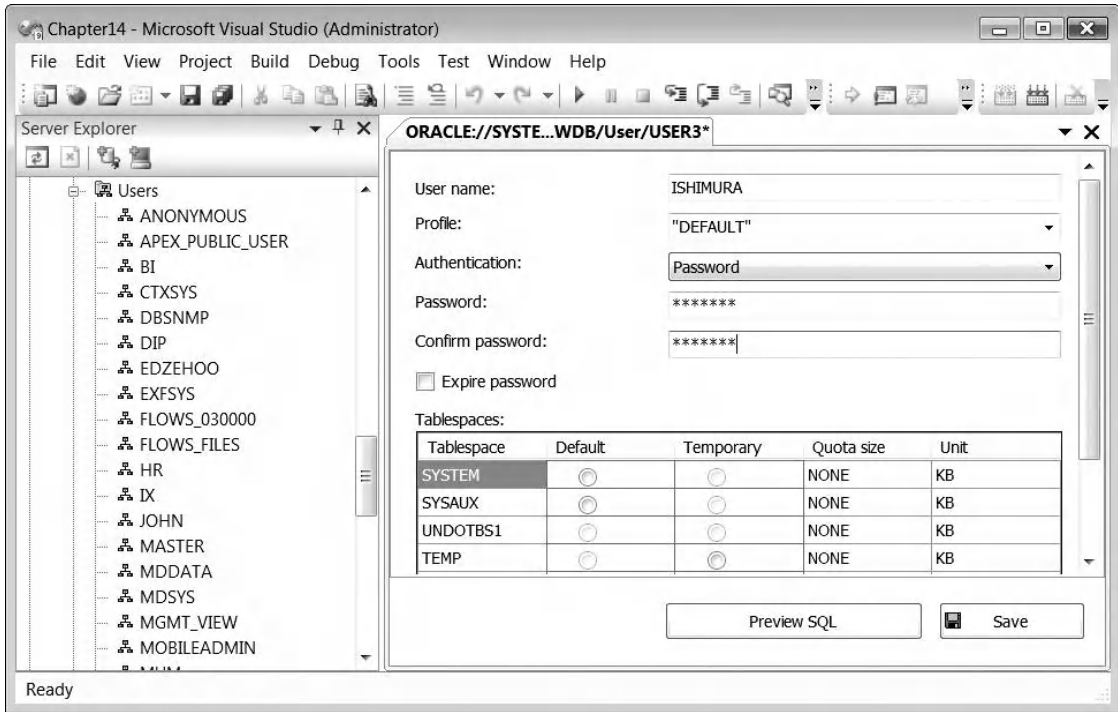 Chapter14 - Microsoft Visual Studio (Administrator)
File Edit View Project Build Debug Tools Test Window Help
Server Explorer
Users
ANONYMOUS
APEX_PUBLIC_USER
BI
CTXSYS
DBSNMP
DIP
EDZEHOO
EXFSYS
FLOWS_030000
FLOWS_FILES
HR
IX
JOHN
MASTER
MDDATA
MDSYS
MGMT_VIEW
MOBILEADMIN
ORACLE://SYSTE...WDB/User/USER3*
User name: ISHIMURA
Profile: "DEFAULT"
Authentication: Password
Password: *******
Confirm password: *******
Expire password
Tablespaces:
Tablespace Default Temporary Quota size Unit
SYSTEM NONE KB
SYSAUX NONE KB
UNDOTBS1 NONE KB
TEMP NONE KB
Preview SQL Save
Ready